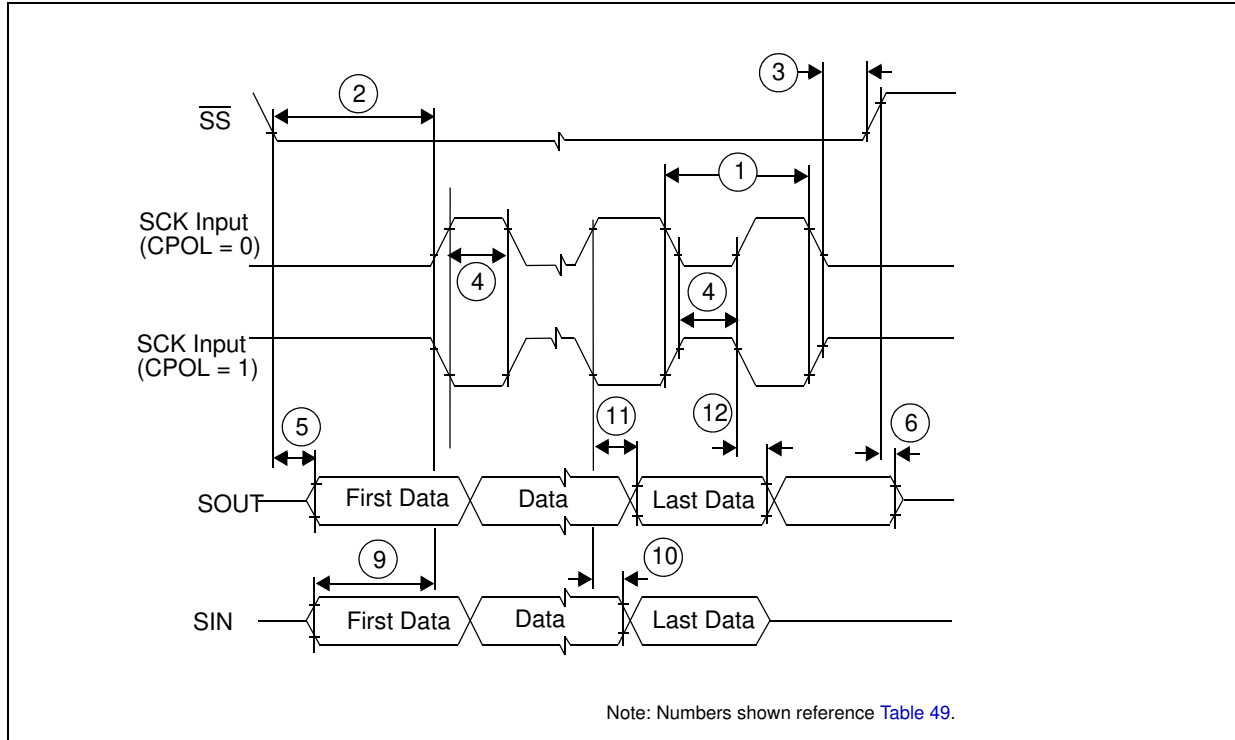 3
2
SS
1
SCK Input
(CPOL = 0)
4
4
SCK Input
(CPOL = 1)
11
12
5
6
SOUT
First Data
Data
Last Data
9
10
SIN
First Data
Data
Last Data
Note: Numbers shown reference Table 49.